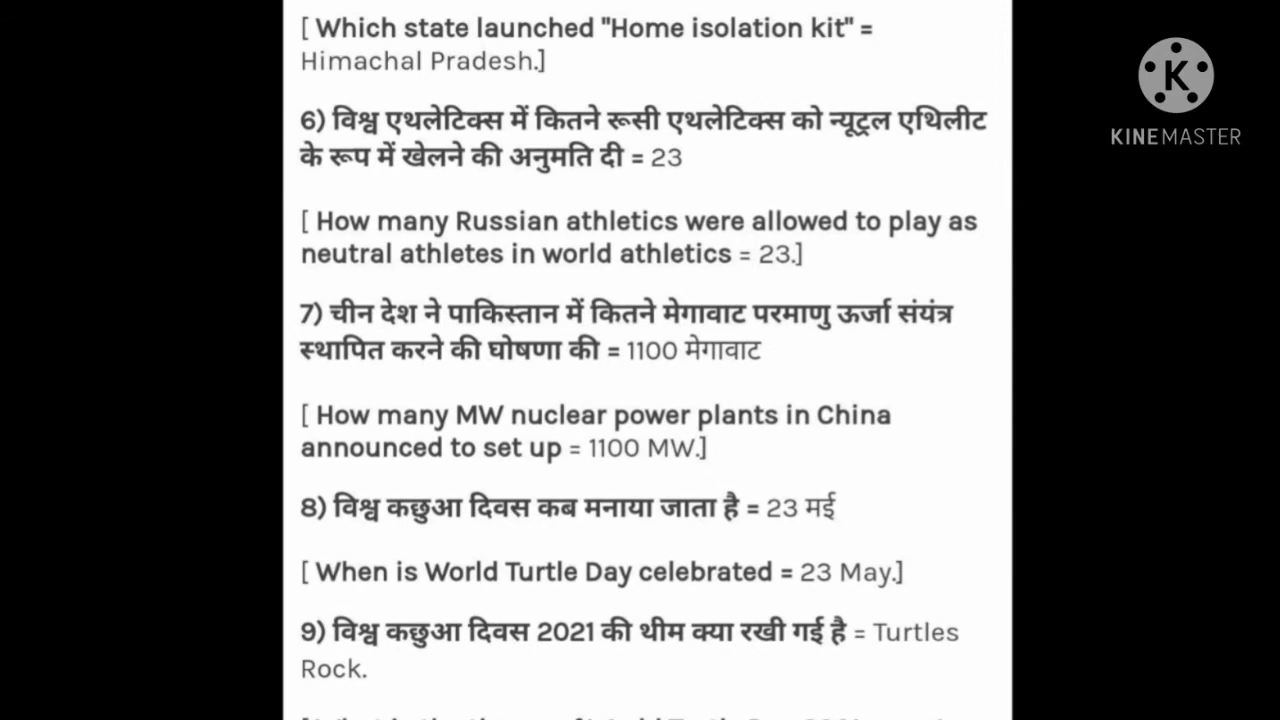 [ Which state launched "Home isolation kit" =
Himachal Pradesh.]
6) विश्व एथलेटिक्स में कितने रूसी एथलेटिक्स को न्यूट्रल एथिलीट
के रूप में खेलने की अनुमति दी = 23
[ How many Russian athletics were allowed to play as
neutral athletes in world athletics = 23.]
7) चीन देश ने पाकिस्तान में कितने मेगावाट परमाणु ऊर्जा संयंत्र
स्थापित करने की घोषणा की = 1100 मेगावाट
[ How many MW nuclear power plants in China
announced to set up = 1100 MW.]
8) विश्व कछुआ दिवस कब मनाया जाता है = 23 मई
[ When is World Turtle Day celebrated = 23 May.]
9) विश्व कछुआ दिवस 2021 की थीम क्या रखी गई है = Turtles
Rock.
K
KINEMASTER